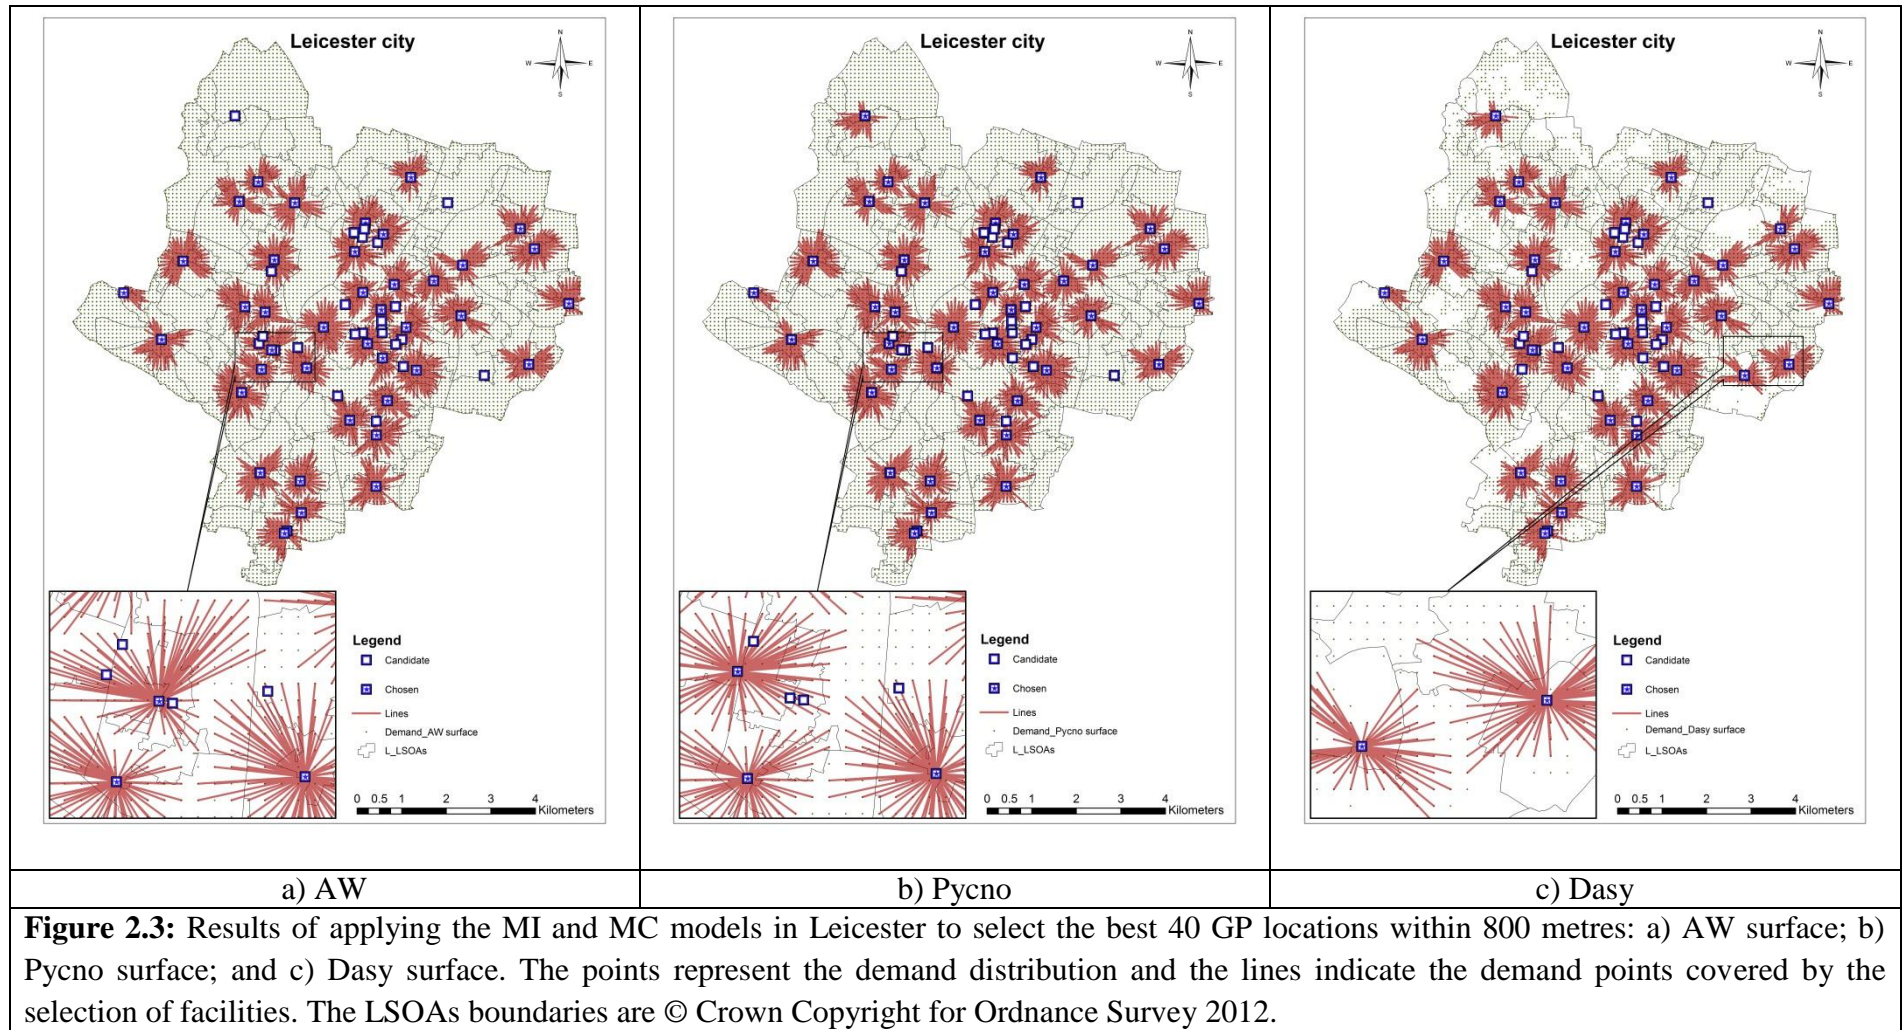 Leicester city
N
W E
S
Legend
Candidate
Chosen
Lines
Demand_AW surface
L_LSOAs
0 0.5 1 2 3 4
Kilometers
Leicester city
N
W E
S
Legend
Candidate
Chosen
Lines
Demand_Pycno surface
L_LSOAs
0 0.5 1 2 3 4
Kilometers
Leicester city
N
W E
S
Legend
Candidate
Chosen
Lines
Demand_Dasy surface
L_LSOAs
0 0.5 1 2 3 4
Kilometers
a) AW
b) Pycno
c) Dasy
Figure 2.3: Results of applying the MI and MC models in Leicester to select the best 40 GP locations within 800 metres: a) AW surface; b)
Pycno surface; and c) Dasy surface. The points represent the demand distribution and the lines indicate the demand points covered by the
selection of facilities. The LSOAs boundaries are © Crown Copyright for Ordnance Survey 2012.